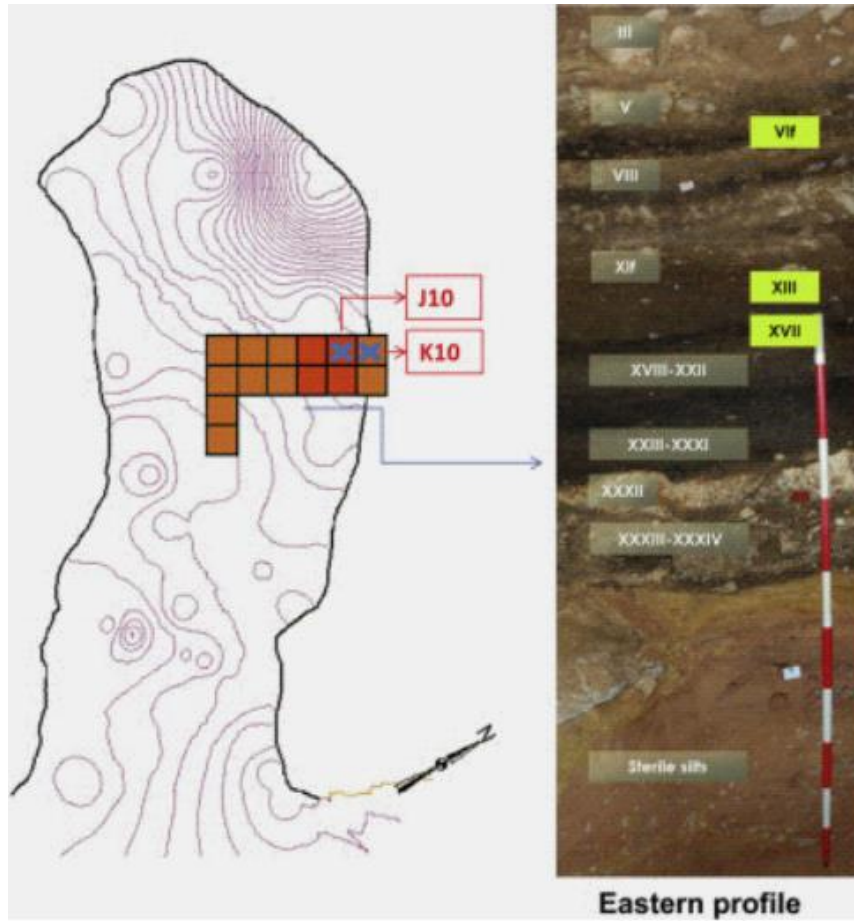 J10
K10
N
III
V
VIf
VIII
XIf
XIII
XVII
XVIII-XXII
XXIII-XXXI
XXXII
XXXIII-XXXIV
Sterile silts
Eastern profile